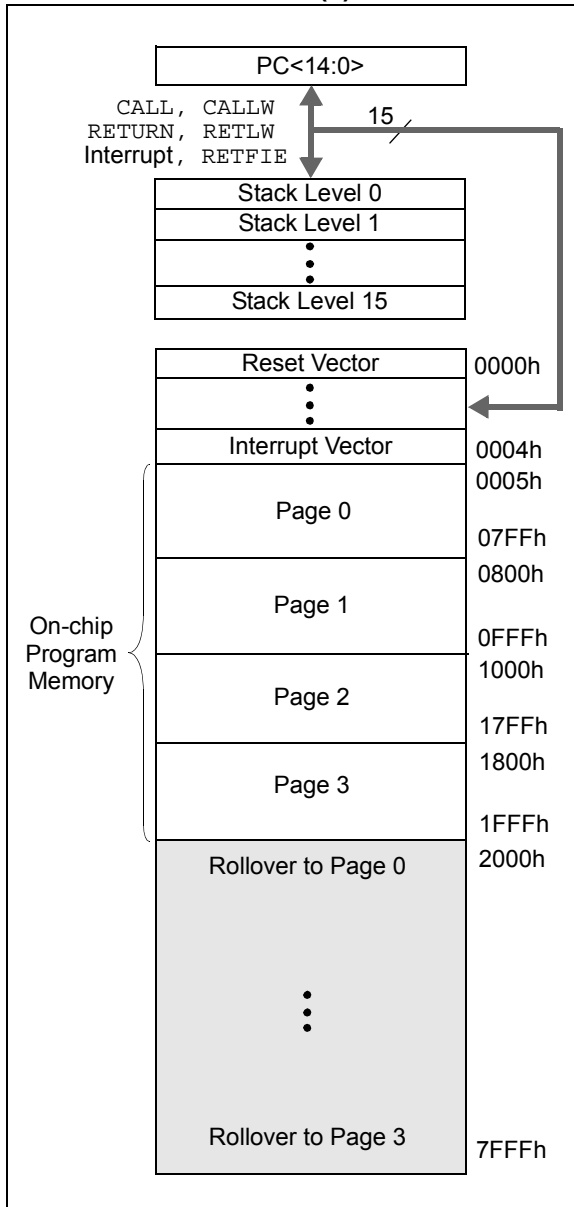 PC<14:0>
CALL, CALLW
RETURN, RETLW
Interrupt, RETFIE
15
Stack Level 0
Stack Level 1
Stack Level 15
Reset Vector
0000h
Interrupt Vector
0004h
0005h
Page 0
07FFh
0800h
Page 1
0FFFh
On-chip
Program
Memory
1000h
Page 2
17FFh
1800h
Page 3
1FFFh
Rollover to Page 0
2000h
Rollover to Page 3
7FFFh